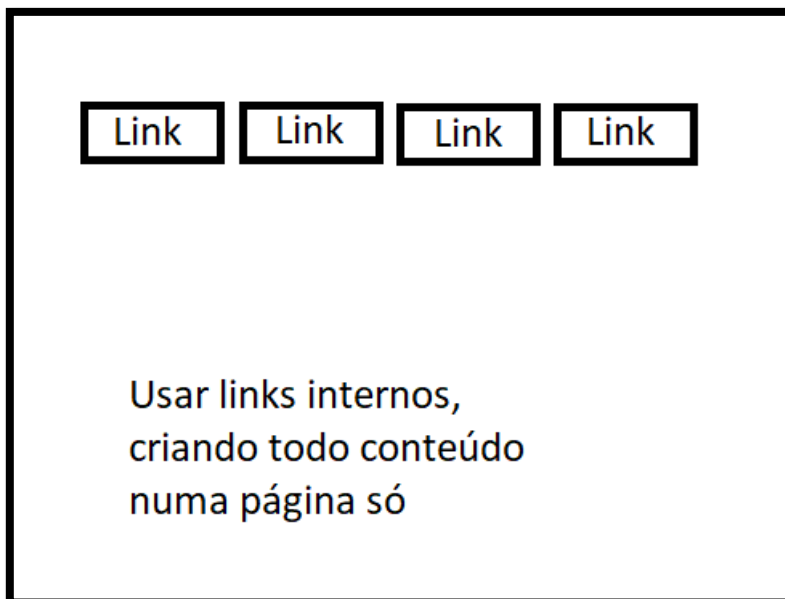 Link Link Link Link
Usar links internos,
criando todo conteúdo
numa página só